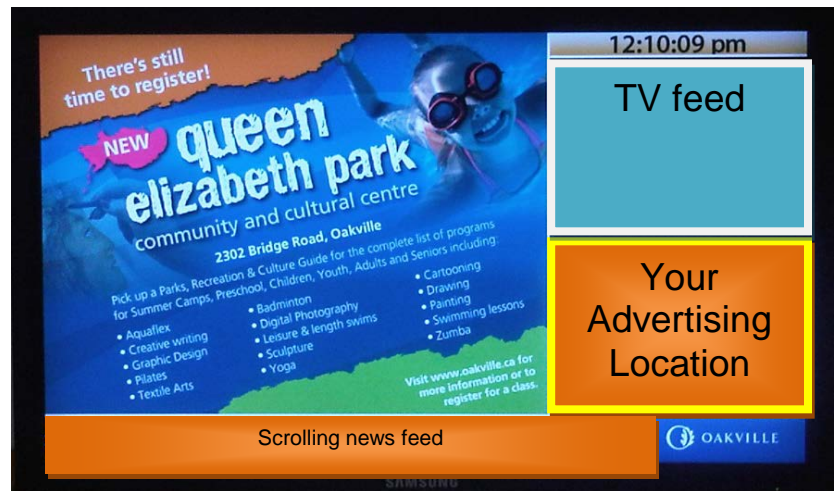 There's still
time to register!
NEW
queen
elizabeth park
community and cultural centre
2302 Bridge Road, Oakville
Pick up a Parks, Recreation & Culture Guide for the complete list of programs
for Summer Camps, Preschool, Children, Youth, Adults and Seniors including:
• Aquaflex
• Creative writing
• Graphic Design
• Pilates
• Textile Arts
• Badminton
• Digital Photography
• Leisure & length swims
• Sculpture
• Yoga
• Cartooning
• Drawing
• Painting
• Swimming lessons
• Zumba
Visit www.oakville.ca for
more information or to
register for a class.
12:10:09 pm
TV feed
Your
Advertising
Location
Scrolling news feed
OAKVILLE
SAMSUNG